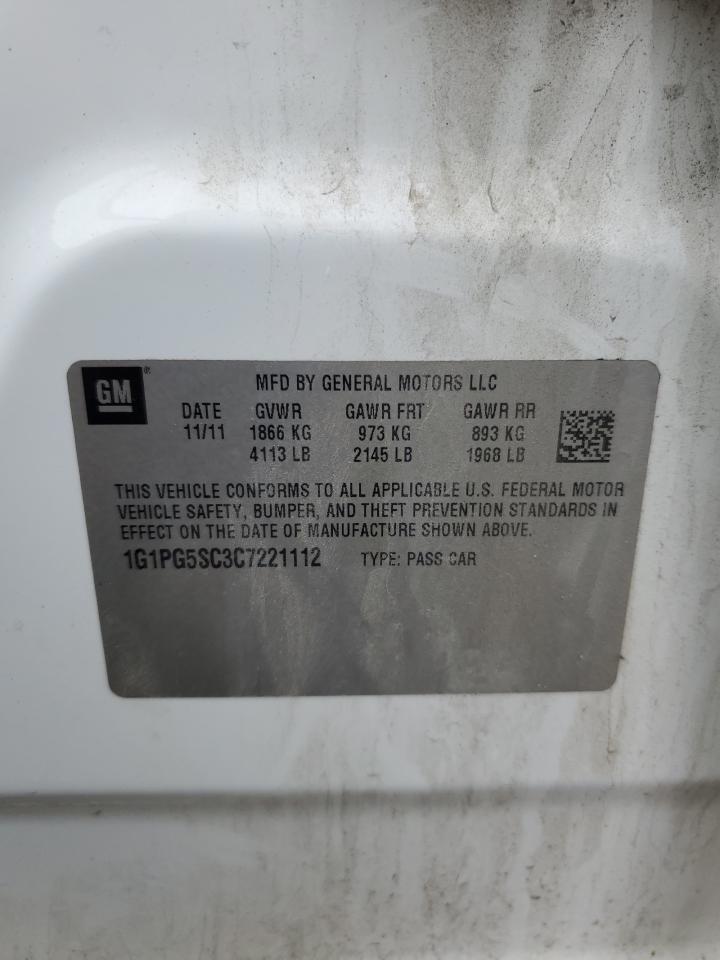 GM®
MFD BY GENERAL MOTORS LLC
DATE GVWR GAWR FRT GAWR RR
11/11 1866 KG 973 KG 893 KG
4113 LB 2145 LB 1968 LB
THIS VEHICLE CONFORMS TO ALL APPLICABLE U.S. FEDERAL MOTOR
VEHICLE SAFETY, BUMPER, AND THEFT PREVENTION STANDARDS IN
EFFECT ON THE DATE OF MANUFACTURE SHOWN ABOVE.
1G1PG5SC3C7221112 TYPE: PASS CAR